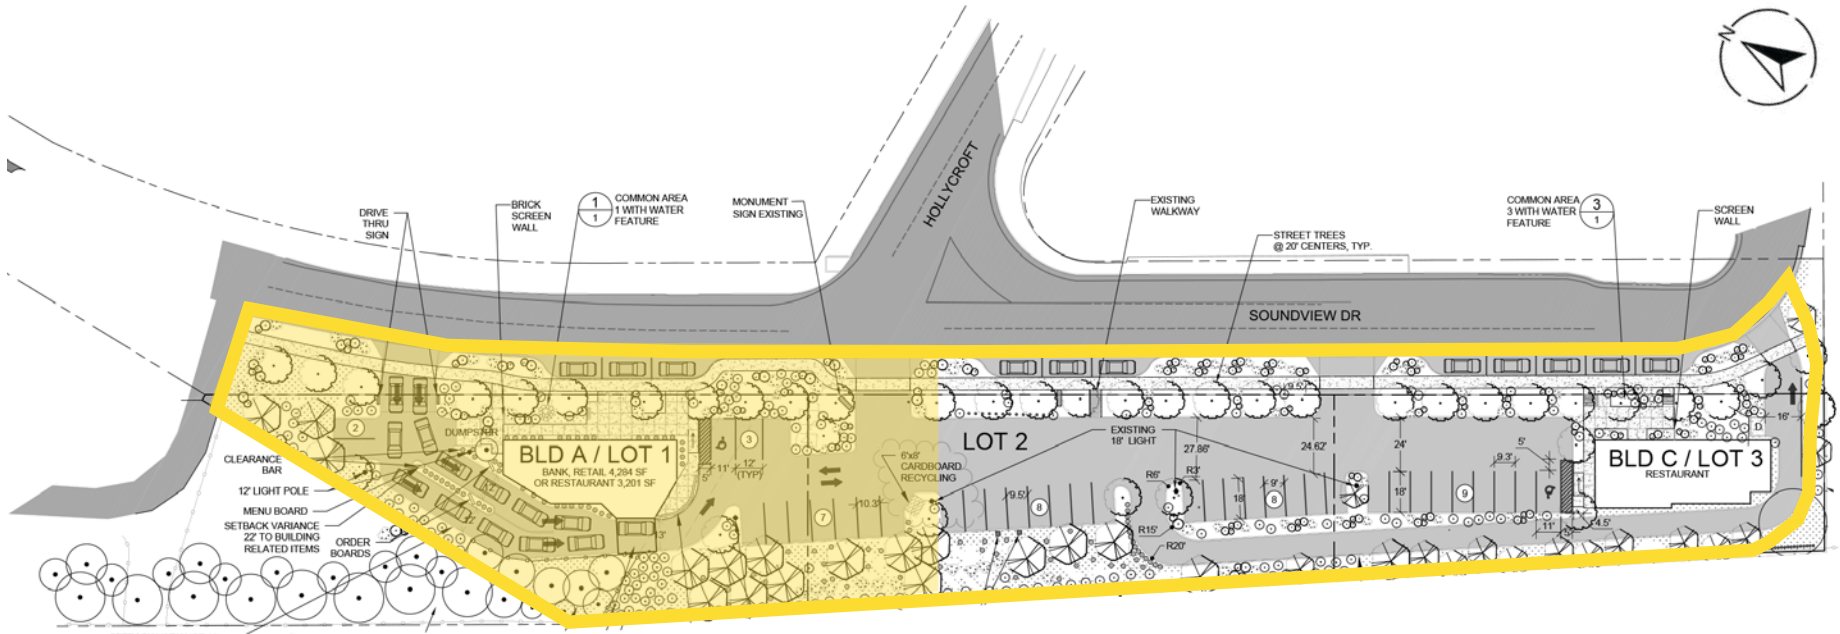 N
HOLLYCROFT
DRIVE
THRU
SIGN
BRICK
SCREEN
WALL
1
1
COMMON AREA
1 WITH WATER
FEATURE
MONUMENT
SIGN EXISTING
EXISTING
WALKWAY
STREET TREES
@ 20' CENTERS, TYP.
COMMON AREA
3 WITH WATER
FEATURE
3
1
SCREEN
WALL
SOUNDVIEW DR
9.5'
2
DUMPSTER
CLEARANCE
BAR
12' LIGHT POLE
MENU BOARD
SETBACK VARIANCE
22' TO BUILDING
RELATED ITEMS
ORDER
BOARDS
BLD A / LOT 1
BANK, RETAIL 4,284 SF
OR RESTAURANT 3,201 SF
3
5'
11'
12'
(TYP)
7
10.3'
13'
6'x8'
CARDBOARD
RECYCLING
LOT 2
EXISTING
18' LIGHT
9.5'
8
R6'
R3'
27.86'
R15'
R20'
18'
9'
8
24.62'
24'
18'
9
9.3'
5'
11'
5'
4.5'
BLD C / LOT 3
RESTAURANT
D
16'